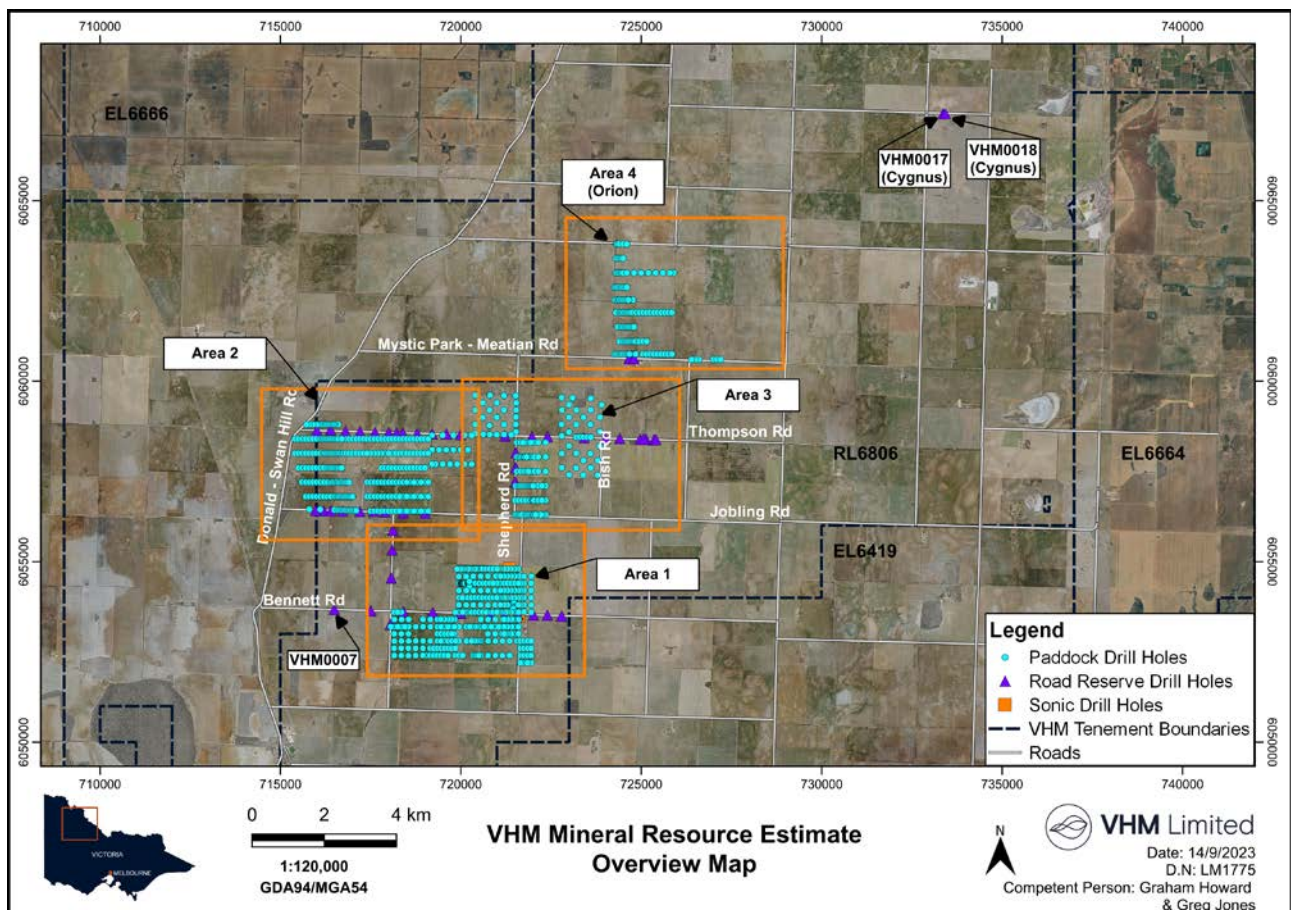 710000 715000 720000 725000 730000 735000 740000
EL6666
VHM0017
(Cygnus)
VHM0018
(Cygnus)
Area 4
(Orion)
6065000
6065000
Mystic Park - Meatian Rd
Area 2
6060000
6060000
Area 3
Donald - Swan Hill Rd
Thompson Rd
Bish Rd
Shepherd Rd
RL6806
EL6664
Jobling Rd
EL6419
6055000
6055000
Area 1
Bennett Rd
VHM0007
Legend
Paddock Drill Holes
Road Reserve Drill Holes
Sonic Drill Holes
VHM Tenement Boundaries
Roads
6050000
6050000
710000 715000 720000 725000 730000 735000 740000
VICTORIA
MELBOURNE
0 2 4 km
1:120,000
GDA94/MGA54
VHM Mineral Resource Estimate
Overview Map
N
VHM Limited
Date: 14/9/2023
D.N: LM1775
Competent Person: Graham Howard
& Greg Jones